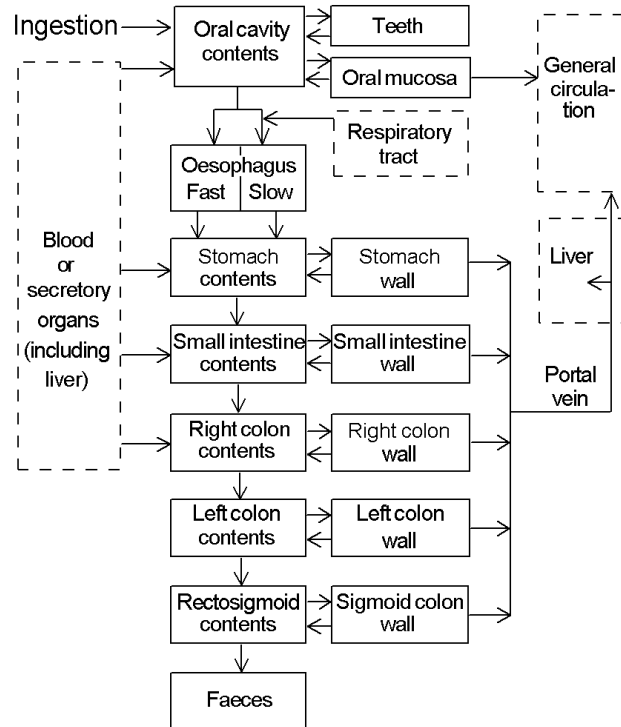 Ingestion
Oral cavity
contents
Teeth
Oral mucosa
General
circula-
tion
Respiratory
tract
Oesophagus
Fast
Slow
Blood
or
secretory
organs
(including
liver)
Stomach
contents
Stomach
wall
Liver
Small intestine
contents
Small intestine
wall
Portal
vein
Right colon
contents
Right colon
wall
Left colon
contents
Left colon
wall
Rectosigmoid
contents
Sigmoid colon
wall
Faeces